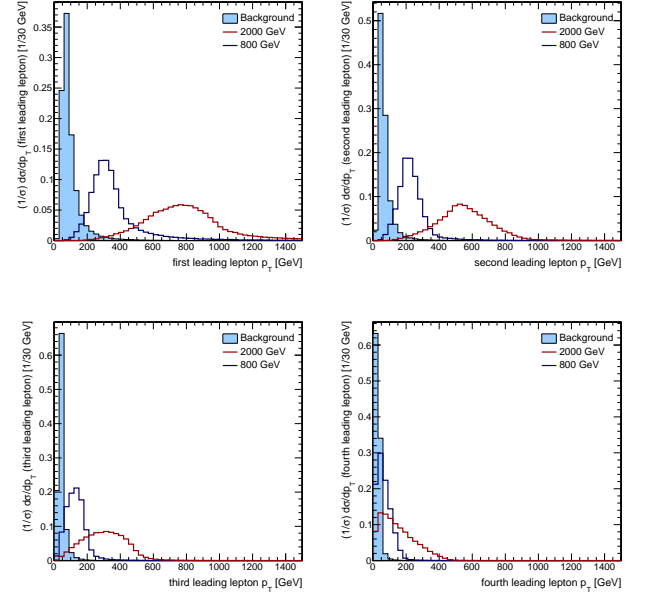 (1/σ) dσ/dp_T (first leading lepton) [1/30 GeV]
0.35
0.3
0.25
0.2
0.15
0.1
0.05
0
Background
2000 GeV
800 GeV
0 200 400 600 800 1000 1200 1400
first leading lepton p_T [GeV]
(1/σ) dσ/dp_T (second leading lepton) [1/30 GeV]
0.5
0.4
0.3
0.2
0.1
0
Background
2000 GeV
800 GeV
0 200 400 600 800 1000 1200 1400
second leading lepton p_T [GeV]
(1/σ) dσ/dp_T (third leading lepton) [1/30 GeV]
0.6
0.5
0.4
0.3
0.2
0.1
0
Background
2000 GeV
800 GeV
0 200 400 600 800 1000 1200 1400
third leading lepton p_T [GeV]
(1/σ) dσ/dp_T (fourth leading lepton) [1/30 GeV]
0.6
0.5
0.4
0.3
0.2
0.1
0
Background
2000 GeV
800 GeV
0 200 400 600 800 1000 1200 1400
fourth leading lepton p_T [GeV]